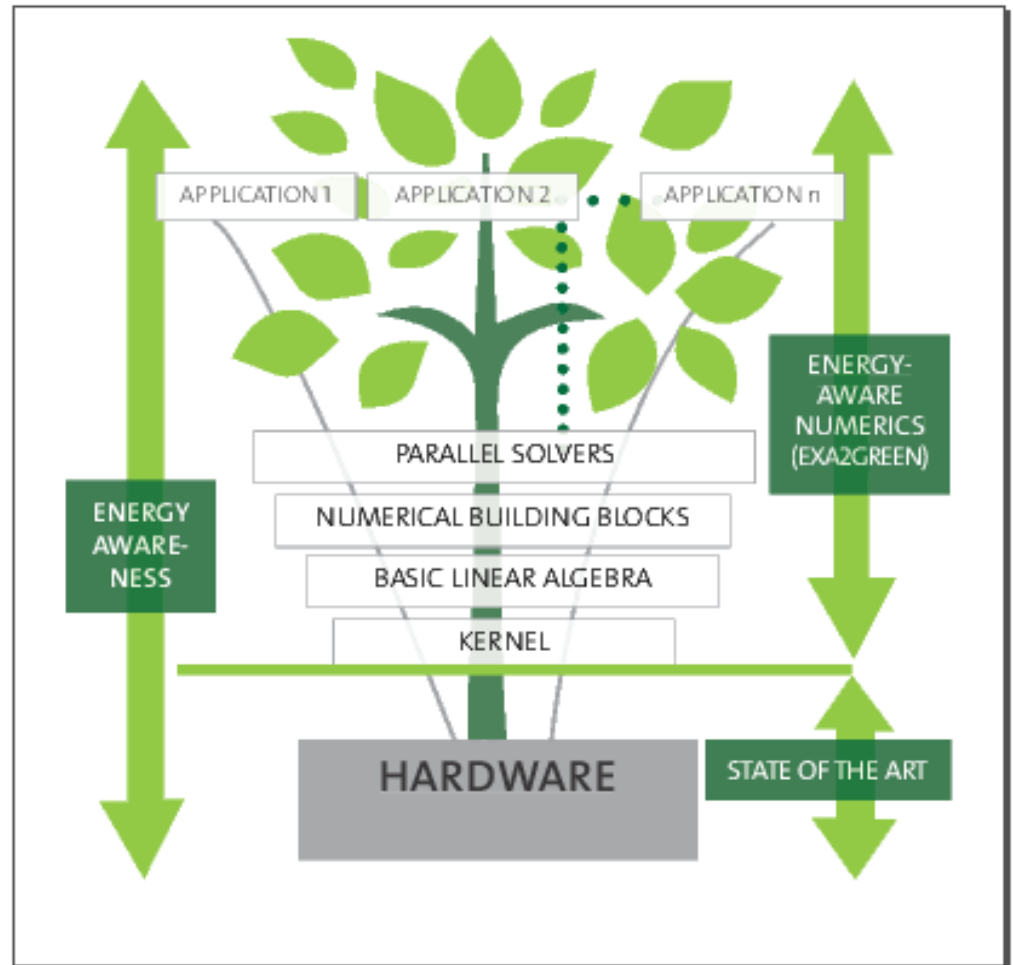 APPLICATION 1
APPLICATION 2
APPLICATION n
ENERGY-
AWARE
NUMERICS
(EXA2GREEN)
PARALLEL SOLVERS
NUMERICAL BUILDING BLOCKS
ENERGY
AWARE-
NESS
BASIC LINEAR ALGEBRA
KERNEL
HARDWARE
STATE OF THE ART